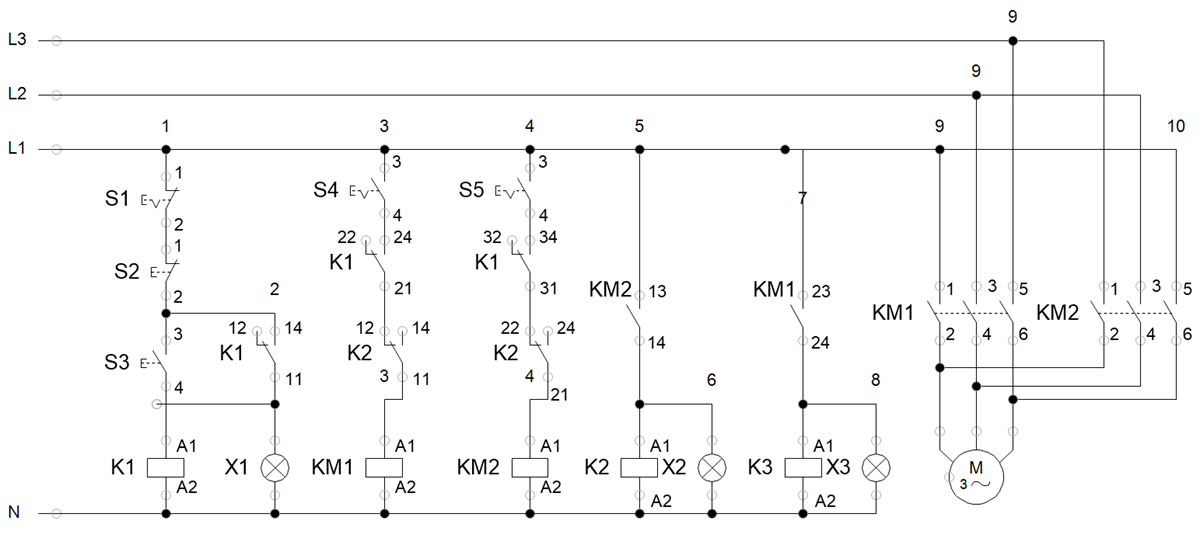 9
L3
9
L2
1 3 4 5 9 10
L1
1 3 3
S1 S4 S5 7
2 4 4
1 22 24 32 34
S2 K1 K1
2 2 21 31 KM2 13 KM1 23 1 3 5 1 3 5
KM1 KM2
3 12 14 12 14 22 24 14 24 2 4 6 2 4 6
S3 K1 K2 K2
4 11 3 11 4 21 6 8
A1 A1 A1 A1 A1
K1 X1 KM1 KM2 K2 X2 K3 X3 M
3
A2 A2 A2 A2 A2
N